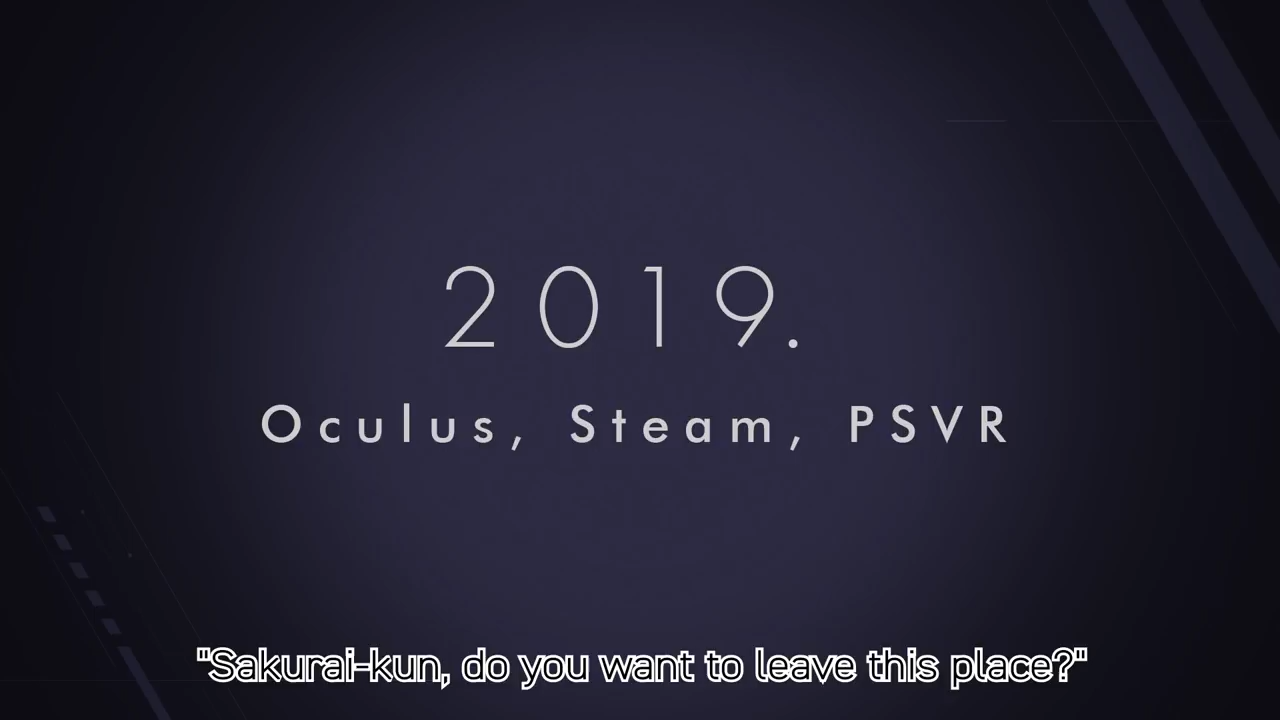 2019.
Oculus, Steam, PSVR
"Sakurai-kun, do you want to leave this place?"